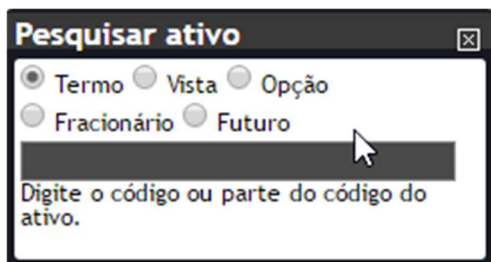 Pesquisar ativo
Termo Vista Opção
Fracionário Futuro
Digite o código ou parte do código do
ativo.